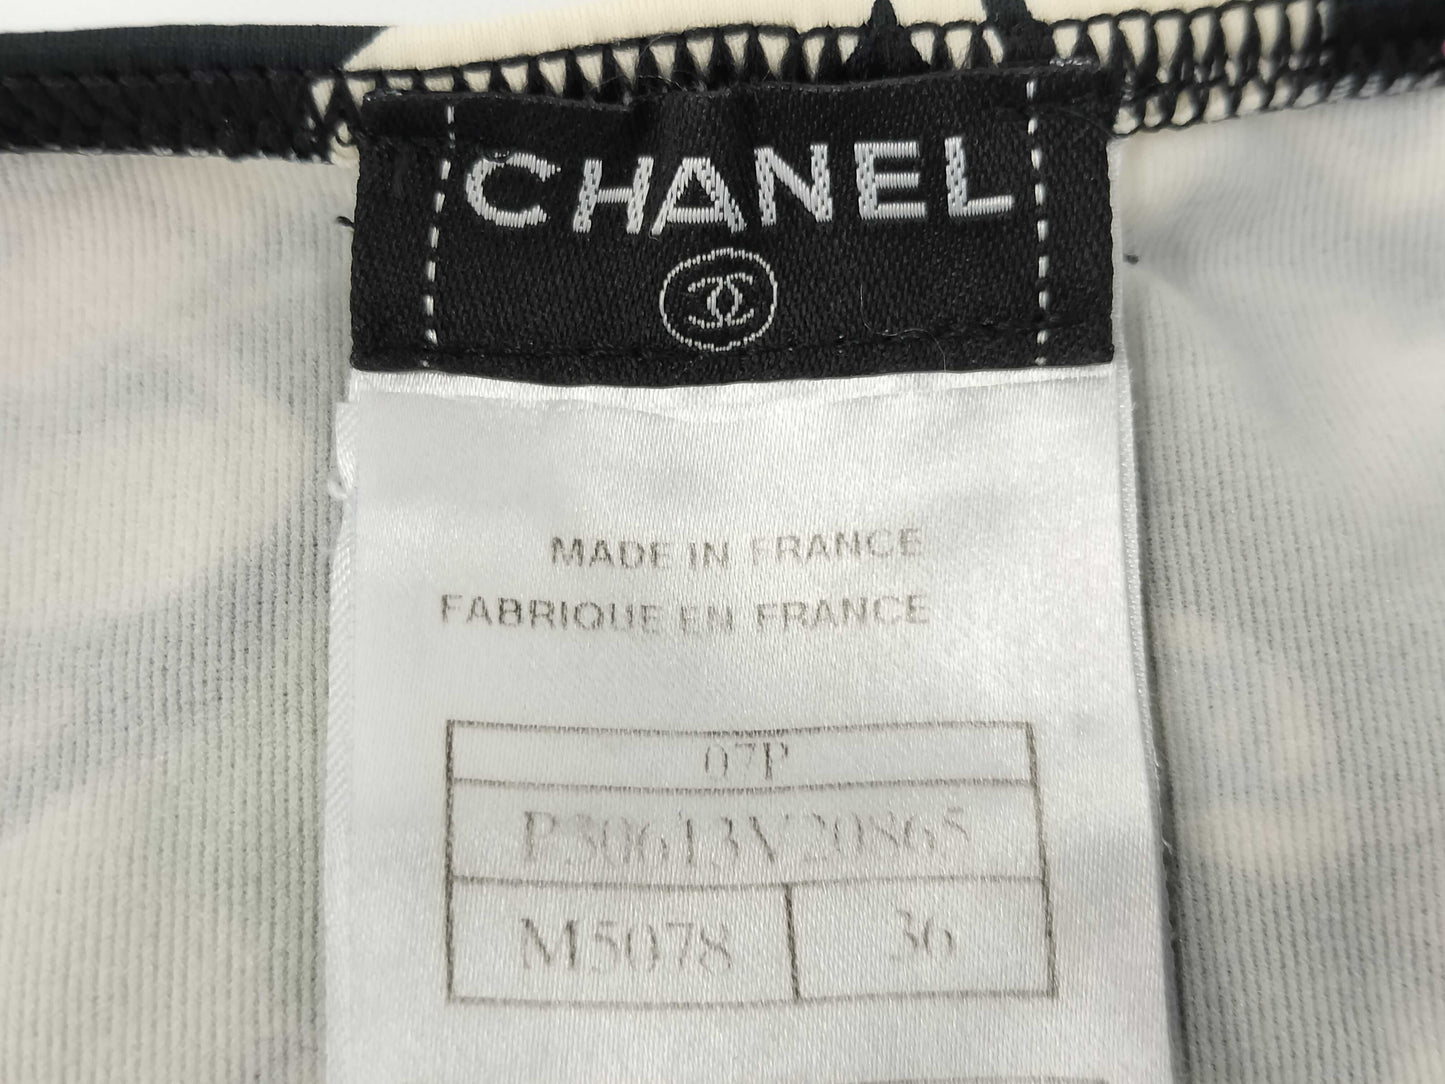 CHANEL
MADE IN FRANCE
FABRIQUE EN FRANCE
07P
P30613V20865
M5078 36